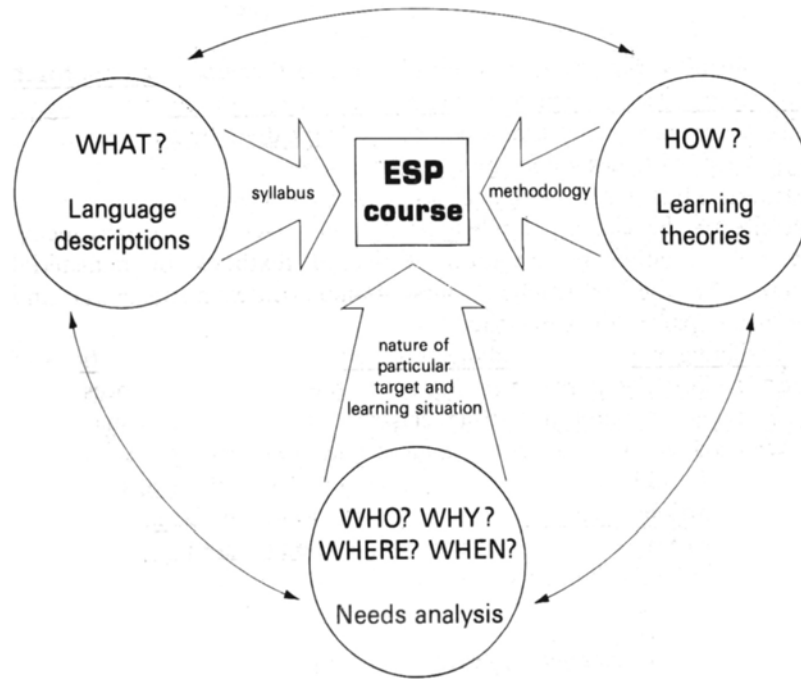 WHAT?
Language
descriptions
syllabus
ESP
course
methodology
HOW?
Learning
theories
nature of
particular
target and
learning situation
WHO? WHY?
WHERE? WHEN?
Needs analysis